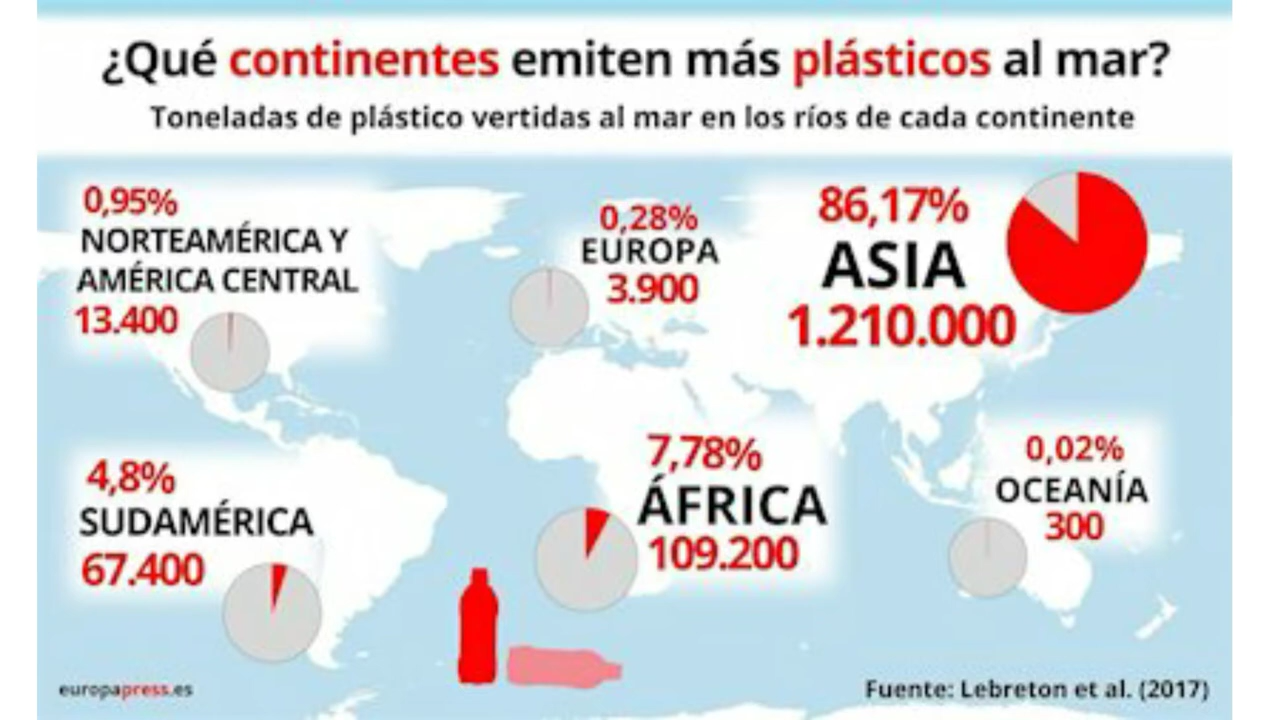 ¿Qué continentes emiten más plásticos al mar?
Toneladas de plástico vertidas al mar en los ríos de cada continente
0,95%
NORTEAMÉRICA Y
AMÉRICA CENTRAL
13.400
0,28%
EUROPA
3.900
86,17%
ASIA
1.210.000
4,8%
SUDAMÉRICA
67.400
7,78%
ÁFRICA
109.200
0,02%
OCEANÍA
300
europapress.es
Fuente: Lebreton et al. (2017)